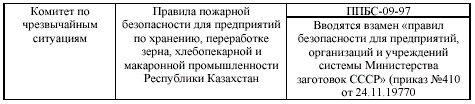 Комитет по
чрезвычайным
ситуациям
Правила пожарной
безопасности для предприятий
по хранению, переработке
зерна, хлебопекарной и
макаронной промышленности
Республики Казахстан
ППБС-09-97
Вводятся взамен «правил
безопасности для предприятий,
организаций и учреждений
системы Министерства
заготовок СССР» (приказ №410
от 24.11.19770